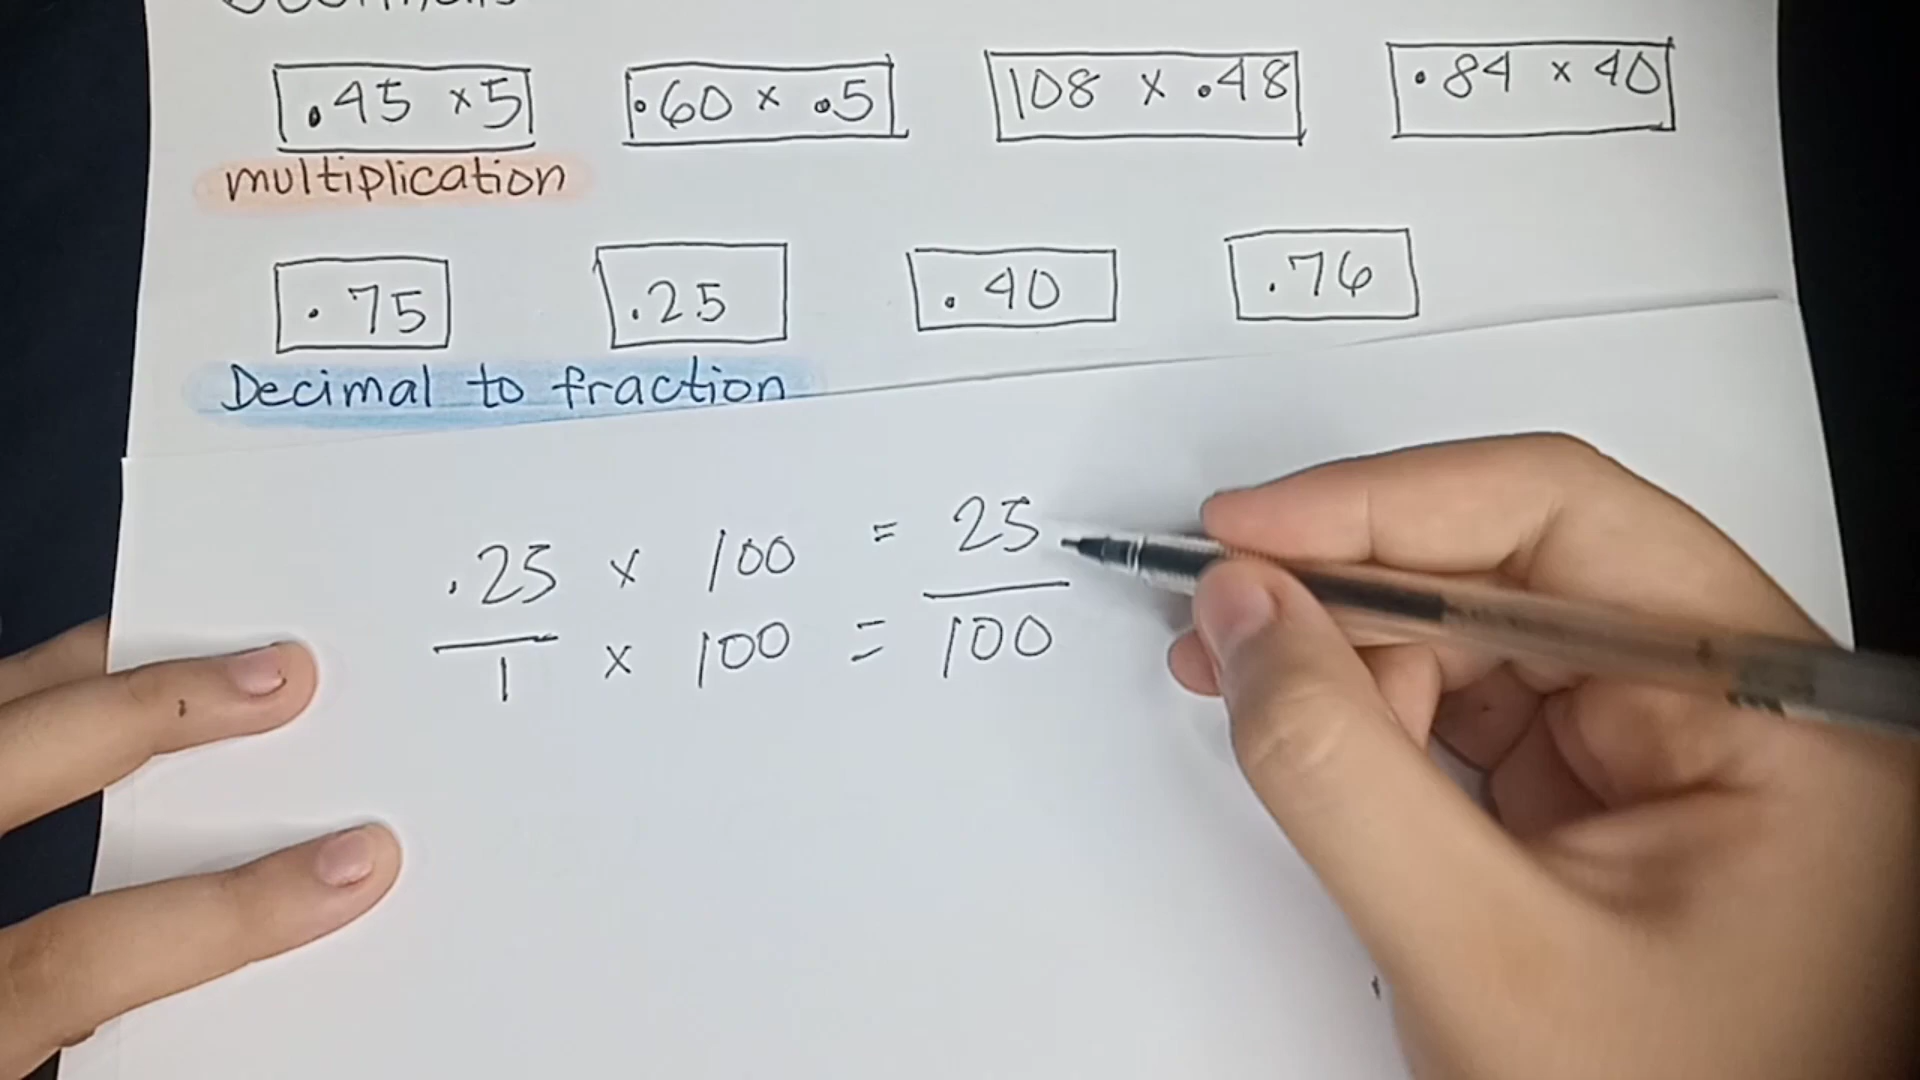 .45 x 5 .60 x .5 108 x .48 .84 x 40
multiplication
.75 .25 .40 .76
Decimal to fraction
.25 x 100 = 25
1 x 100 = 100